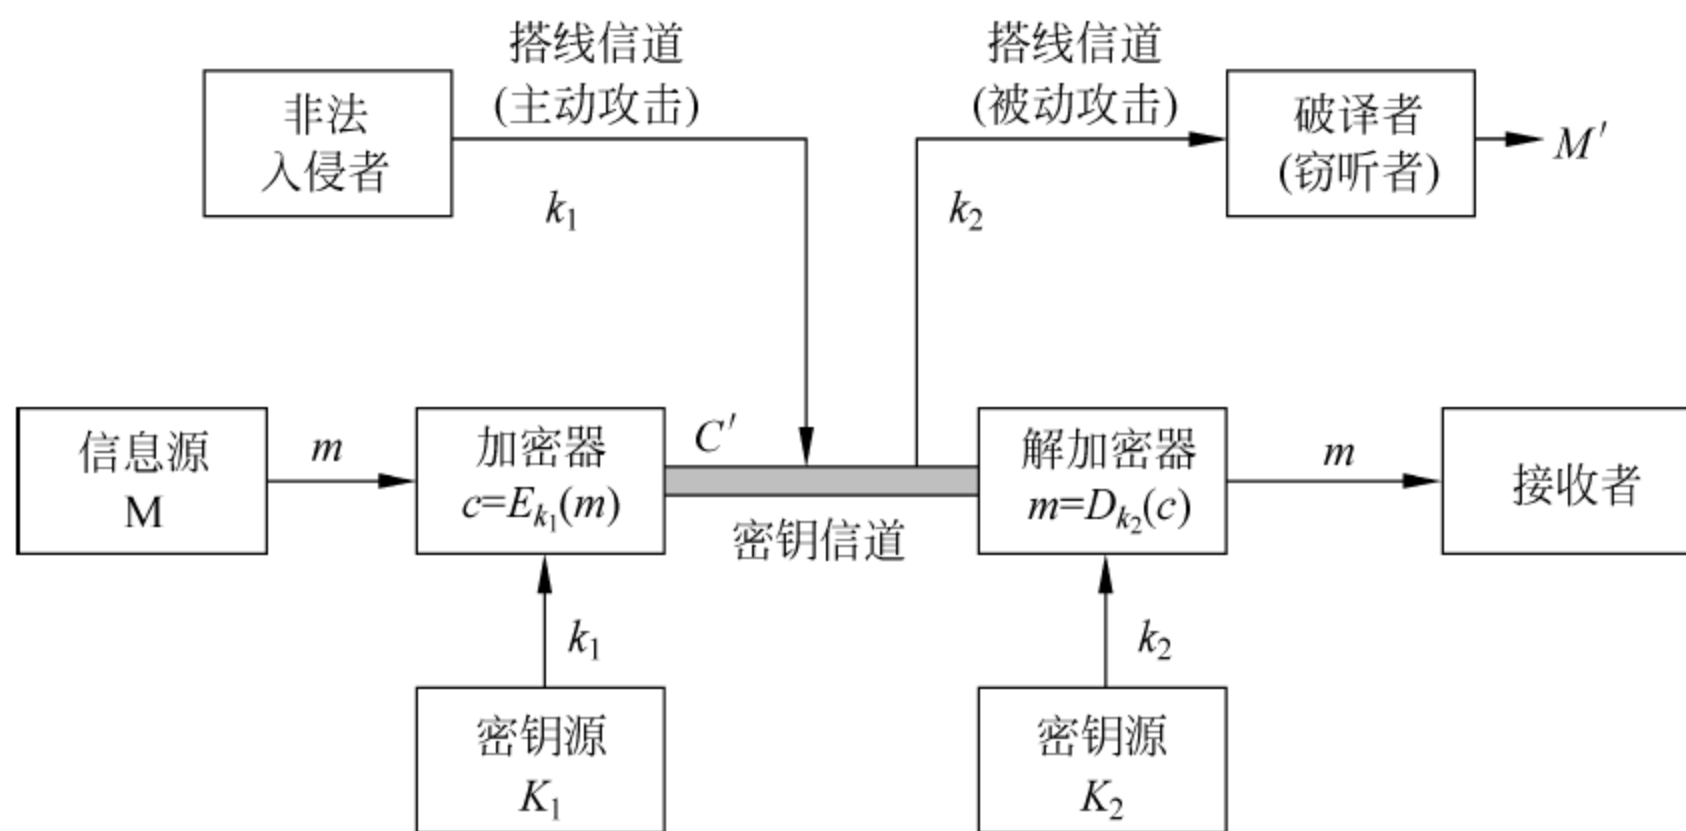 搭线信道
(主动攻击)
搭线信道
(被动攻击)
非法
入侵者
破译者
(窃听者)
M′
k₁
k₂
信息源
M
m
加密器
c=Eₖ₁(m)
C′
密钥信道
解加密器
m=Dₖ₂(c)
m
接收者
k₁
k₂
密钥源
K₁
密钥源
K₂